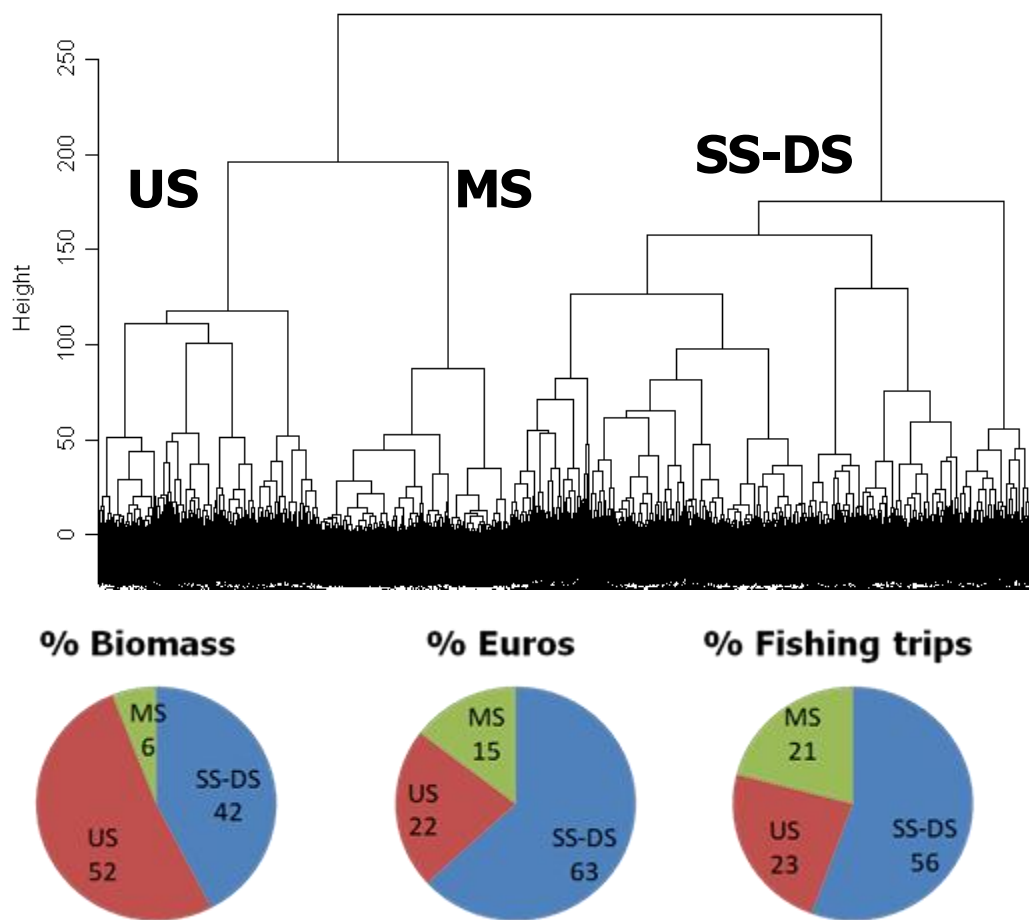 Height
250
200
150
100
50
0
US
MS
SS-DS
% Biomass
MS
6
SS-DS
42
US
52
% Euros
MS
15
US
22
SS-DS
63
% Fishing trips
MS
21
US
23
SS-DS
56